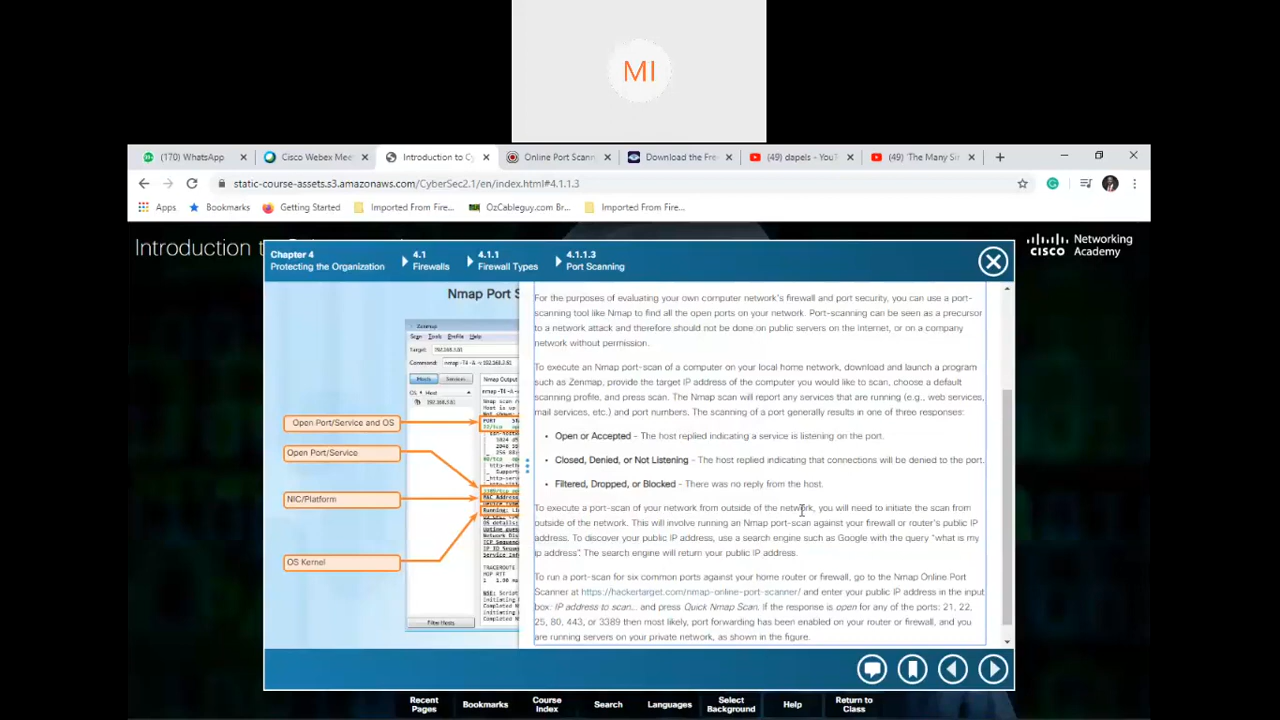 MI
(170) WhatsApp
Cisco Webex Mee
Introduction to Cy
Online Port Scann
Download the Fre
(49) dapels - You
(49) 'The Many Si
static-course-assets.s3.amazonaws.com/CyberSec2.1/en/index.html#4.1.1.3
Apps
Bookmarks
Getting Started
Imported From Fire...
OzCableguy.com Br...
Imported From Fire...
Introduction t
CISCO
Networking
Academy
Chapter 4
Protecting the Organization
4.1
Firewalls
4.1.1
Firewall Types
4.1.1.3
Port Scanning
Nmap Port S
Zenmap
Scan Tools Profile Help
Target: 192.168.1.91
Hosts
Services
Nmap Output
OS Host
Open Port/Service and OS
Open Port/Service
NIC/Platform
OS Kernel
Filter Hosts
For the purposes of evaluating your own computer network's firewall and port security, you can use a port-
scanning tool like Nmap to find all the open ports on your network. Port-scanning can be seen as a precursor
to a network attack and therefore should not be done on public servers on the Internet, or on a company
network without permission.
To execute an Nmap port-scan of a computer on your local home network, download and launch a program
such as Zenmap, provide the target IP address of the computer you would like to scan, choose a default
scanning profile, and press scan. The Nmap scan will report any services that are running (e.g., web services,
mail services, etc.) and port numbers. The scanning of a port generally results in one of three responses:
• Open or Accepted – The host replied indicating a service is listening on the port.
• Closed, Denied, or Not Listening – The host replied indicating that connections will be denied to the port.
• Filtered, Dropped, or Blocked – There was no reply from the host.
To execute a port-scan of your network from outside of the network, you will need to initiate the scan from
outside of the network. This will involve running an Nmap port-scan against your firewall or router's public IP
address. To discover your public IP address, use a search engine such as Google with the query "what is my
ip address". The search engine will return your public IP address.
To run a port-scan for six common ports against your home router or firewall, go to the Nmap Online Port
Scanner at https://hackertarget.com/nmap-online-port-scanner/ and enter your public IP address in the input
box: IP address to scan... and press Quick Nmap Scan. If the response is open for any of the ports: 21, 22,
25, 80, 443, or 3389 then most likely, port forwarding has been enabled on your router or firewall, and you
are running servers on your private network, as shown in the figure.
Recent
Pages
Bookmarks
Course
Index
Search
Languages
Select
Background
Help
Return to
Class